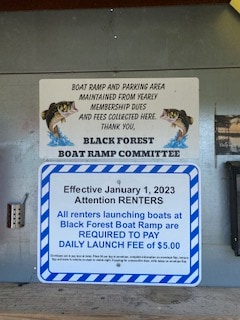 BOAT RAMP AND PARKING AREA
MAINTAINED FROM YEARLY
MEMBERSHIP DUES
AND FEES COLLECTED HERE.
THANK YOU,
BLACK FOREST
BOAT RAMP COMMITTEE
Effective January 1, 2023
Attention RENTERS
All renters launching boats at
Black Forest Boat Ramp are
REQUIRED TO PAY
DAILY LAUNCH FEE of $5.00